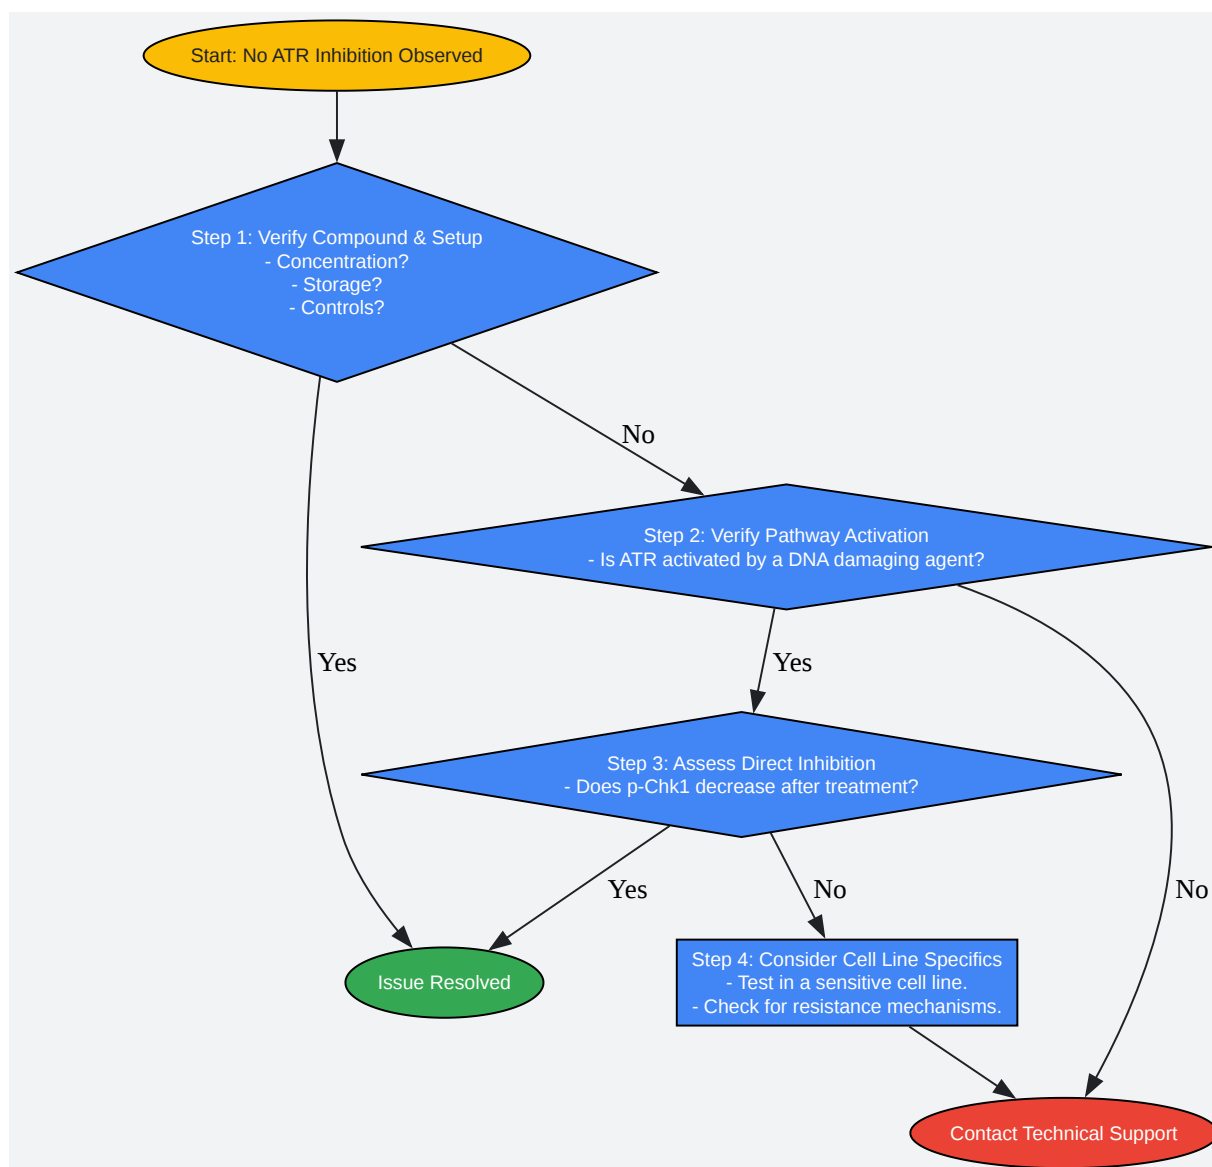 Start: No ATR Inhibition Observed
Step 1: Verify Compound & Setup
- Concentration?
- Storage?
- Controls?
No
Step 2: Verify Pathway Activation
- Is ATR activated by a DNA damaging agent?
Yes
Yes
Step 3: Assess Direct Inhibition
- Does p-Chk1 decrease after treatment?
Yes
No
No
Issue Resolved
Step 4: Consider Cell Line Specifics
- Test in a sensitive cell line.
- Check for resistance mechanisms.
Contact Technical Support